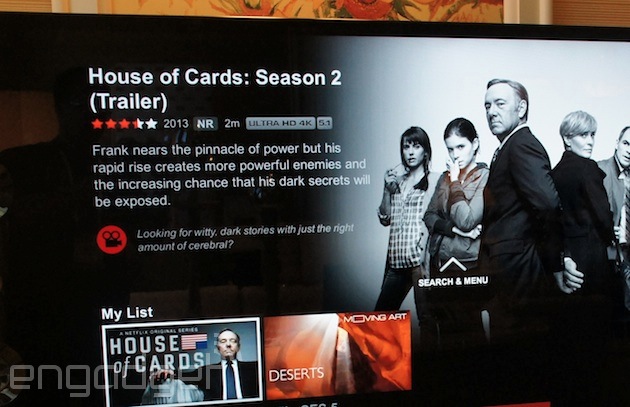 House of Cards: Season 2
(Trailer)
2013 NR 2m ULTRA HD 4K 5.1
Frank nears the pinnacle of power but his
rapid rise creates more powerful enemies and
the increasing chance that his dark secrets will
be exposed.
Looking for witty, dark stories with just the right
amount of cerebral?
SEARCH & MENU
My List
A NETFLIX ORIGINAL SERIES
HOUSE
of CARDS
MOVING ART
DESERTS
engadget